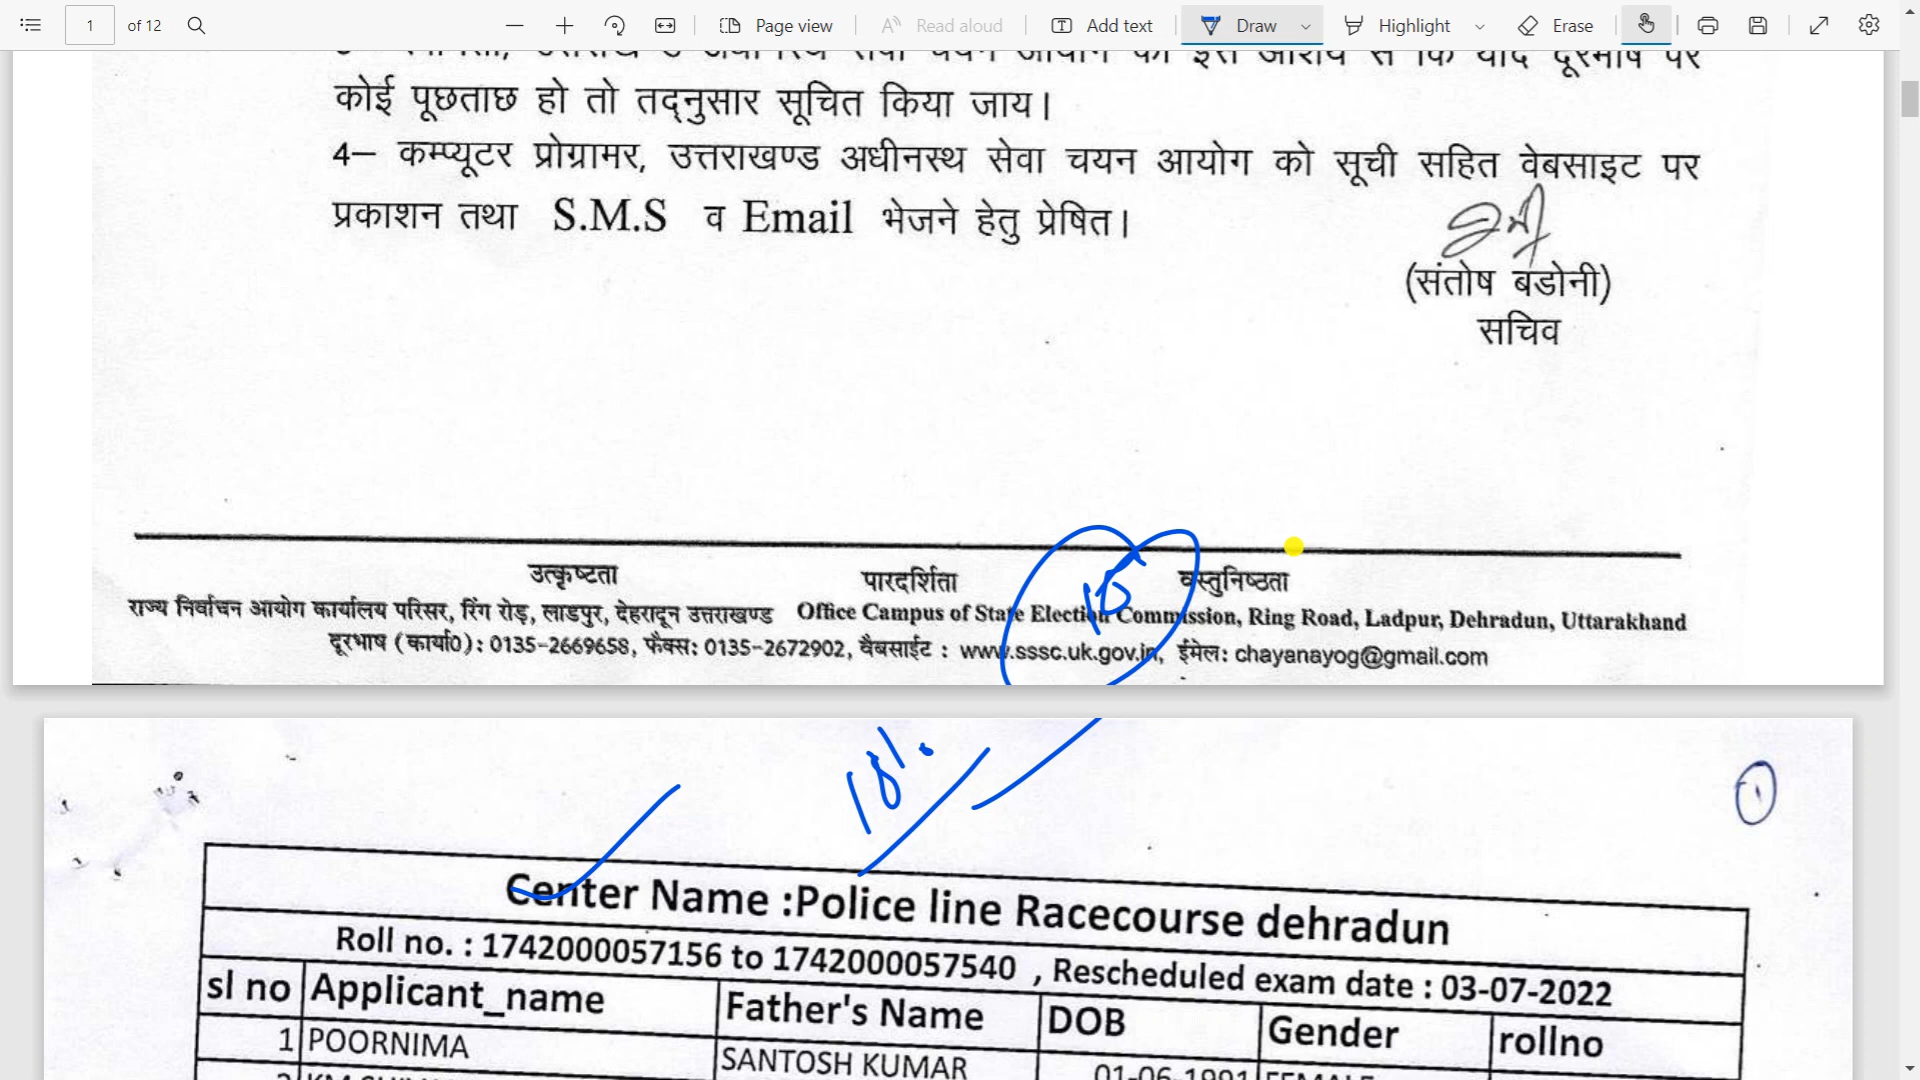 1 of 12 Page view Read aloud Add text Draw Highlight Erase
कोई पूछताछ हो तो तद्नुसार सूचित किया जाय।
4– कम्प्यूटर प्रोग्रामर, उत्तराखण्ड अधीनस्थ सेवा चयन आयोग को सूची सहित वेबसाइट पर
प्रकाशन तथा S.M.S व Email भेजने हेतु प्रेषित।
(संतोष बडोनी)
सचिव
उत्कृष्टता पारदर्शिता वस्तुनिष्ठता
राज्य निर्वाचन आयोग कार्यालय परिसर, रिंग रोड़, लाडपुर, देहरादून उत्तराखण्ड Office Campus of State Election Commission, Ring Road, Ladpur, Dehradun, Uttarakhand
दूरभाष (कार्या0): 0135-2669658, फैक्स: 0135-2672902, वैबसाईट : www.sssc.uk.gov.in, ईमेल: chayanayog@gmail.com
1
Center Name :Police line Racecourse dehradun
Roll no. : 1742000057156 to 1742000057540 , Rescheduled exam date : 03-07-2022
sl no Applicant_name Father's Name DOB Gender rollno
1 POORNIMA SANTOSH KUMAR 01-06-1991 FEMALE